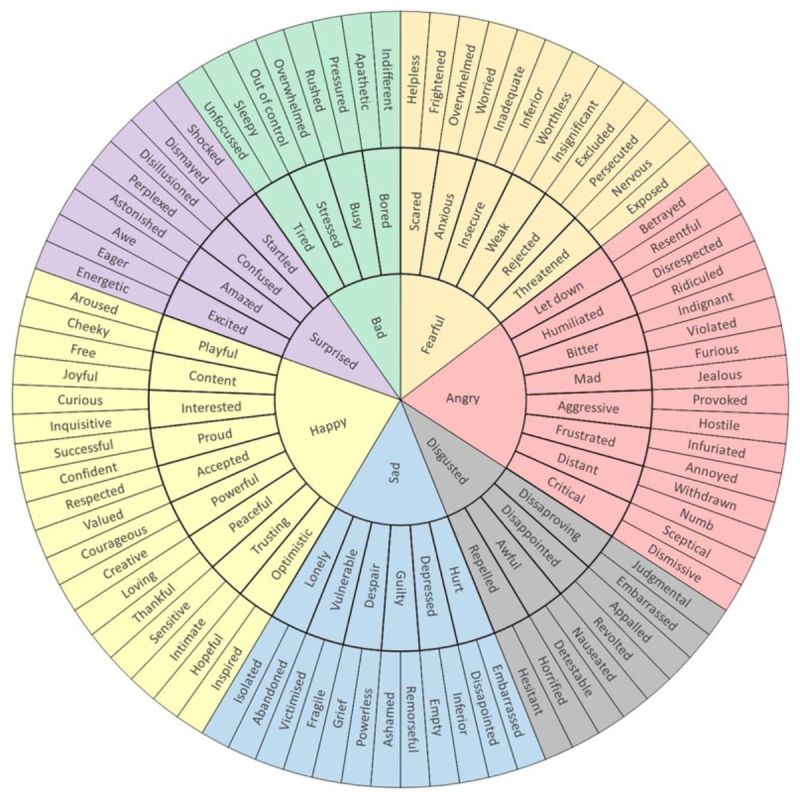 Fearful
Angry
Disgusted
Sad
Happy
Surprised
Bad
Scared
Anxious
Insecure
Weak
Rejected
Threatened
Let down
Humiliated
Bitter
Mad
Aggressive
Frustrated
Distant
Critical
Dissaproving
Disappointed
Awful
Repelled
Hurt
Depressed
Guilty
Despair
Vulnerable
Lonely
Optimistic
Trusting
Peaceful
Powerful
Accepted
Proud
Interested
Content
Playful
Excited
Amazed
Confused
Startled
Tired
Stressed
Busy
Bored
Helpless
Frightened
Overwhelmed
Worried
Inadequate
Inferior
Worthless
Insignificant
Excluded
Persecuted
Nervous
Exposed
Betrayed
Resentful
Disrespected
Ridiculed
Indignant
Violated
Furious
Jealous
Provoked
Hostile
Infuriated
Annoyed
Withdrawn
Numb
Sceptical
Dismissive
Judgmental
Embarrassed
Appalled
Revolted
Nauseated
Detestable
Horrified
Hesitant
Embarrassed
Dissapointed
Inferior
Empty
Remorseful
Ashamed
Powerless
Grief
Fragile
Victimised
Abandoned
Isolated
Inspired
Hopeful
Intimate
Sensitive
Thankful
Loving
Creative
Courageous
Valued
Respected
Confident
Successful
Inquisitive
Curious
Joyful
Free
Cheeky
Aroused
Energetic
Eager
Awe
Astonished
Perplexed
Disillusioned
Dismayed
Shocked
Unfocussed
Sleepy
Out of control
Overwhelmed
Rushed
Pressured
Apathetic
Indifferent